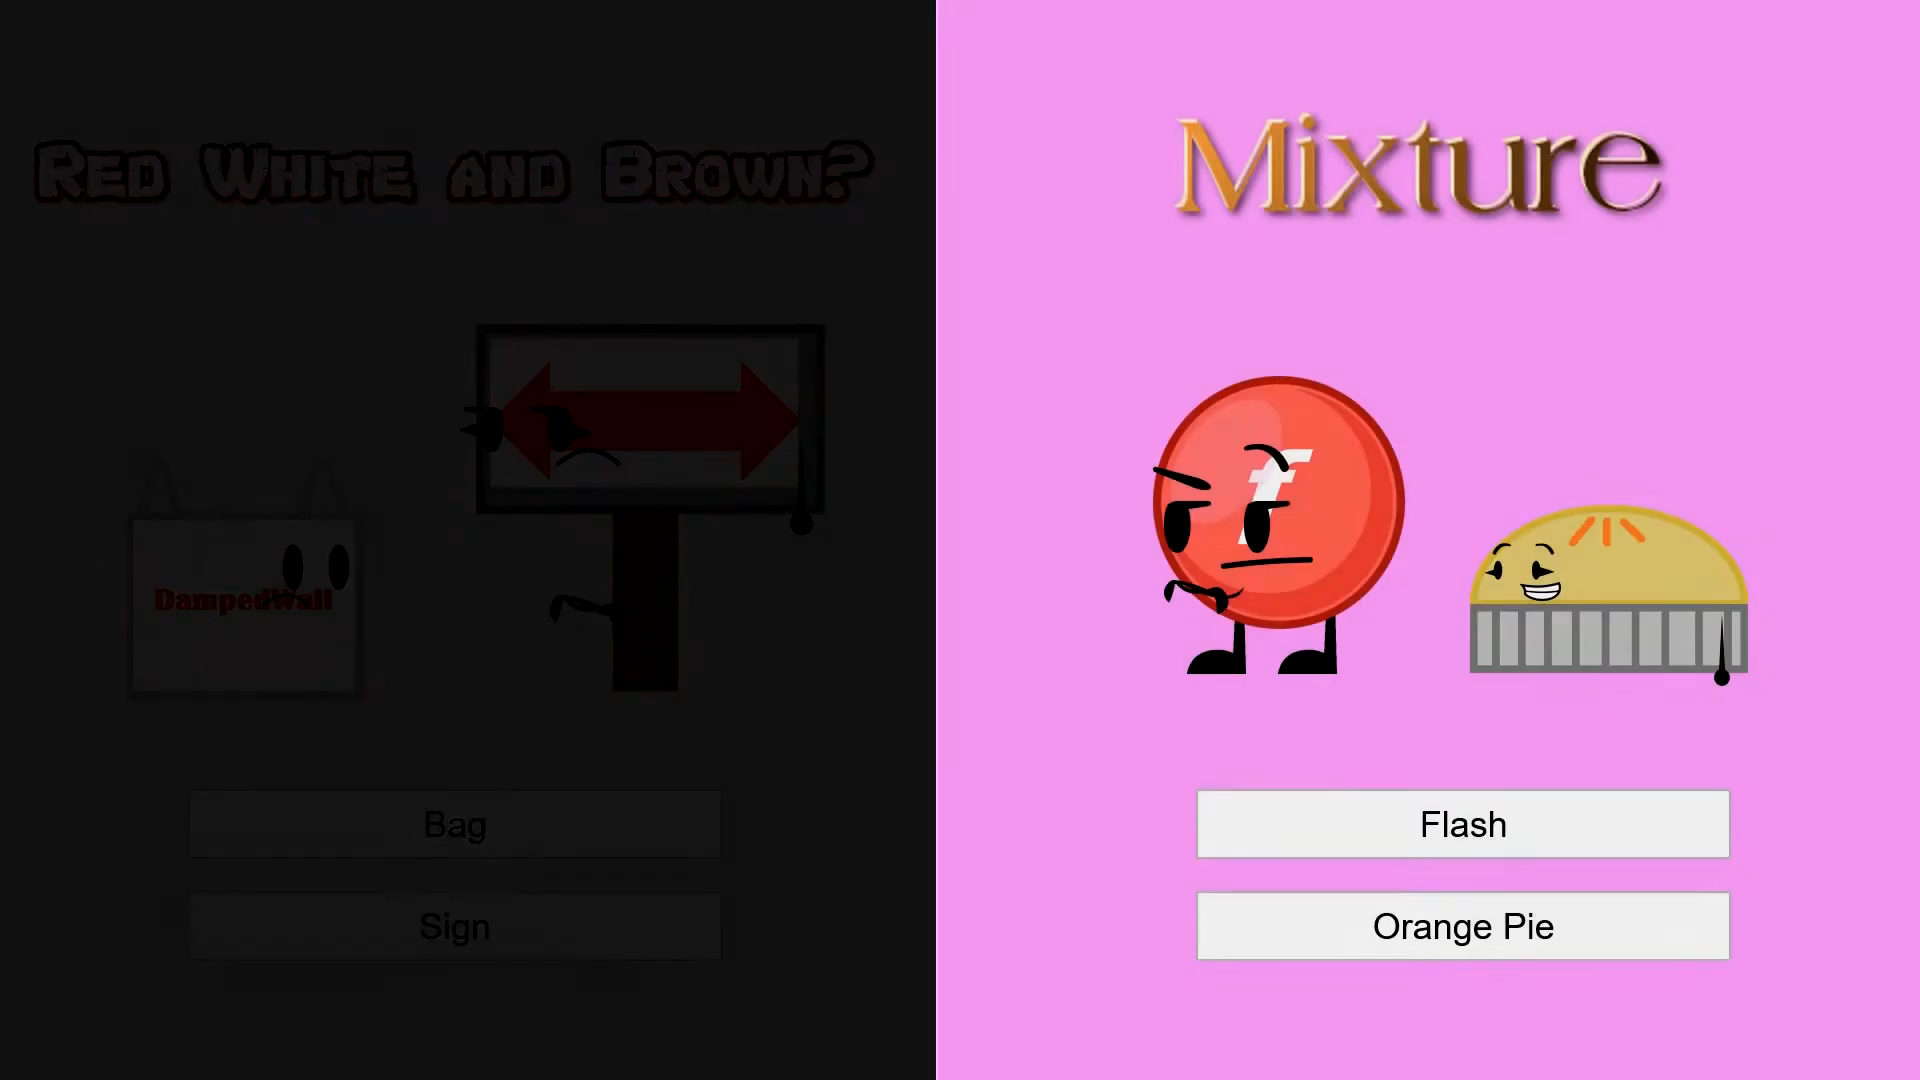 Red White and Brown?
DampedWall
Bag
Sign
Mixture
f
Flash
Orange Pie